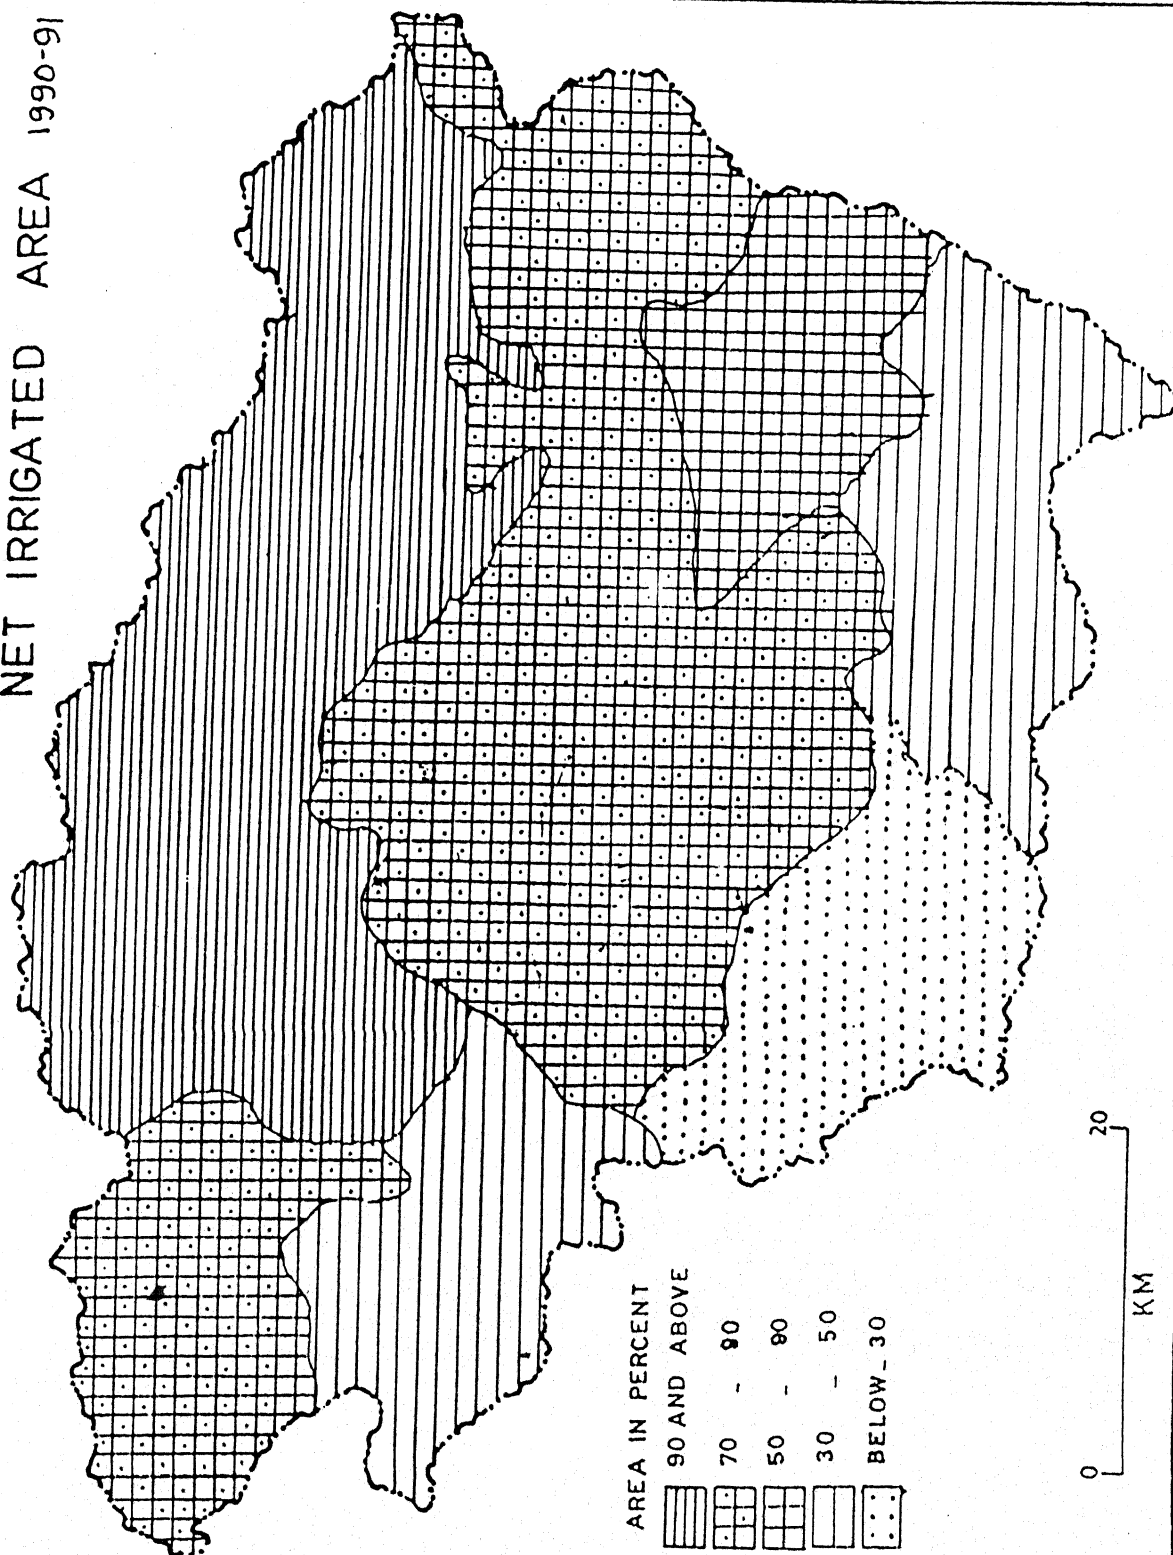 NET IRRIGATED AREA 1990-91
AREA IN PERCENT
90 AND ABOVE
70 - 90
50 - 90
30 - 50
BELOW_ 30
0 20
KM